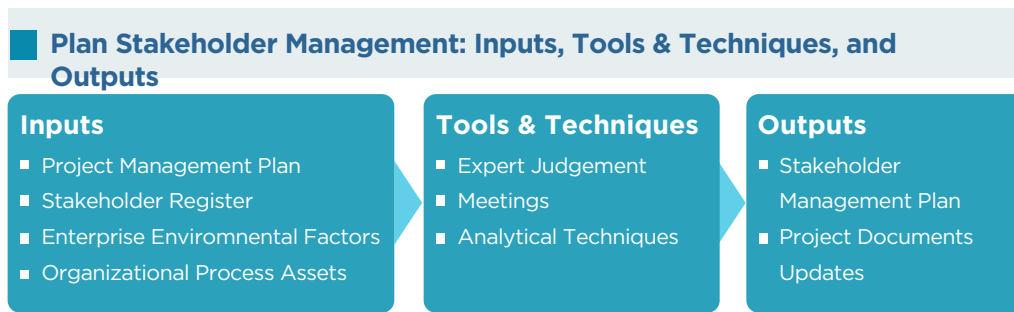 Plan Stakeholder Management: Inputs, Tools & Techniques, and
Outputs
Inputs
Project Management Plan
Stakeholder Register
Enterprise Enviromnental Factors
Organizational Process Assets
Tools & Techniques
Expert Judgement
Meetings
Analytical Techniques
Outputs
Stakeholder
Management Plan
Project Documents
Updates